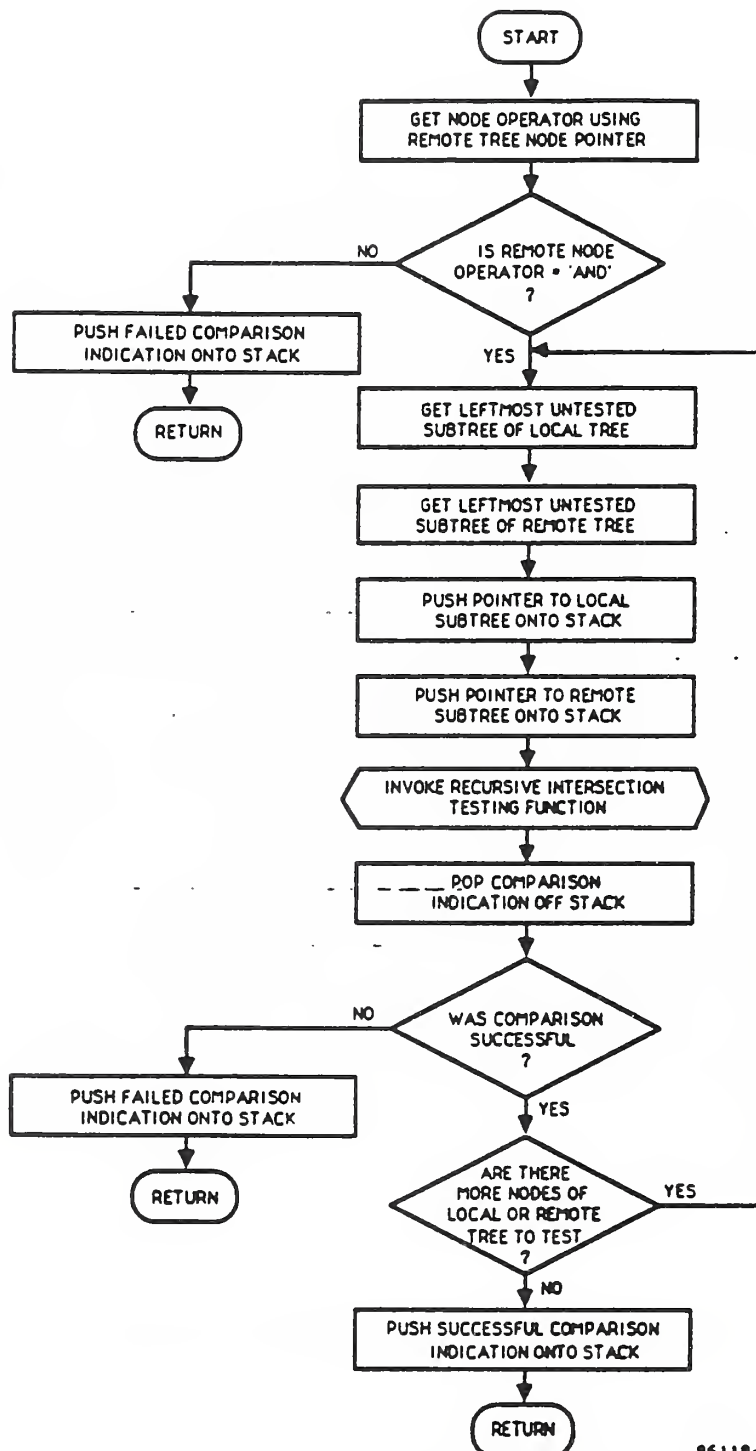 START
GET NODE OPERATOR USING
REMOTE TREE NODE POINTER
NO
IS REMOTE NODE
OPERATOR = 'AND'
?
PUSH FAILED COMPARISON
INDICATION ONTO STACK
YES
RETURN
GET LEFTMOST UNTESTED
SUBTREE OF LOCAL TREE
GET LEFTMOST UNTESTED
SUBTREE OF REMOTE TREE
PUSH POINTER TO LOCAL
SUBTREE ONTO STACK
PUSH POINTER TO REMOTE
SUBTREE ONTO STACK
INVOKE RECURSIVE INTERSECTION
TESTING FUNCTION
POP COMPARISON
INDICATION OFF STACK
NO
WAS COMPARISON
SUCCESSFUL
?
PUSH FAILED COMPARISON
INDICATION ONTO STACK
YES
RETURN
ARE THERE
MORE NODES OF
LOCAL OR REMOTE
TREE TO TEST
?
YES
NO
PUSH SUCCESSFUL COMPARISON
INDICATION ONTO STACK
RETURN